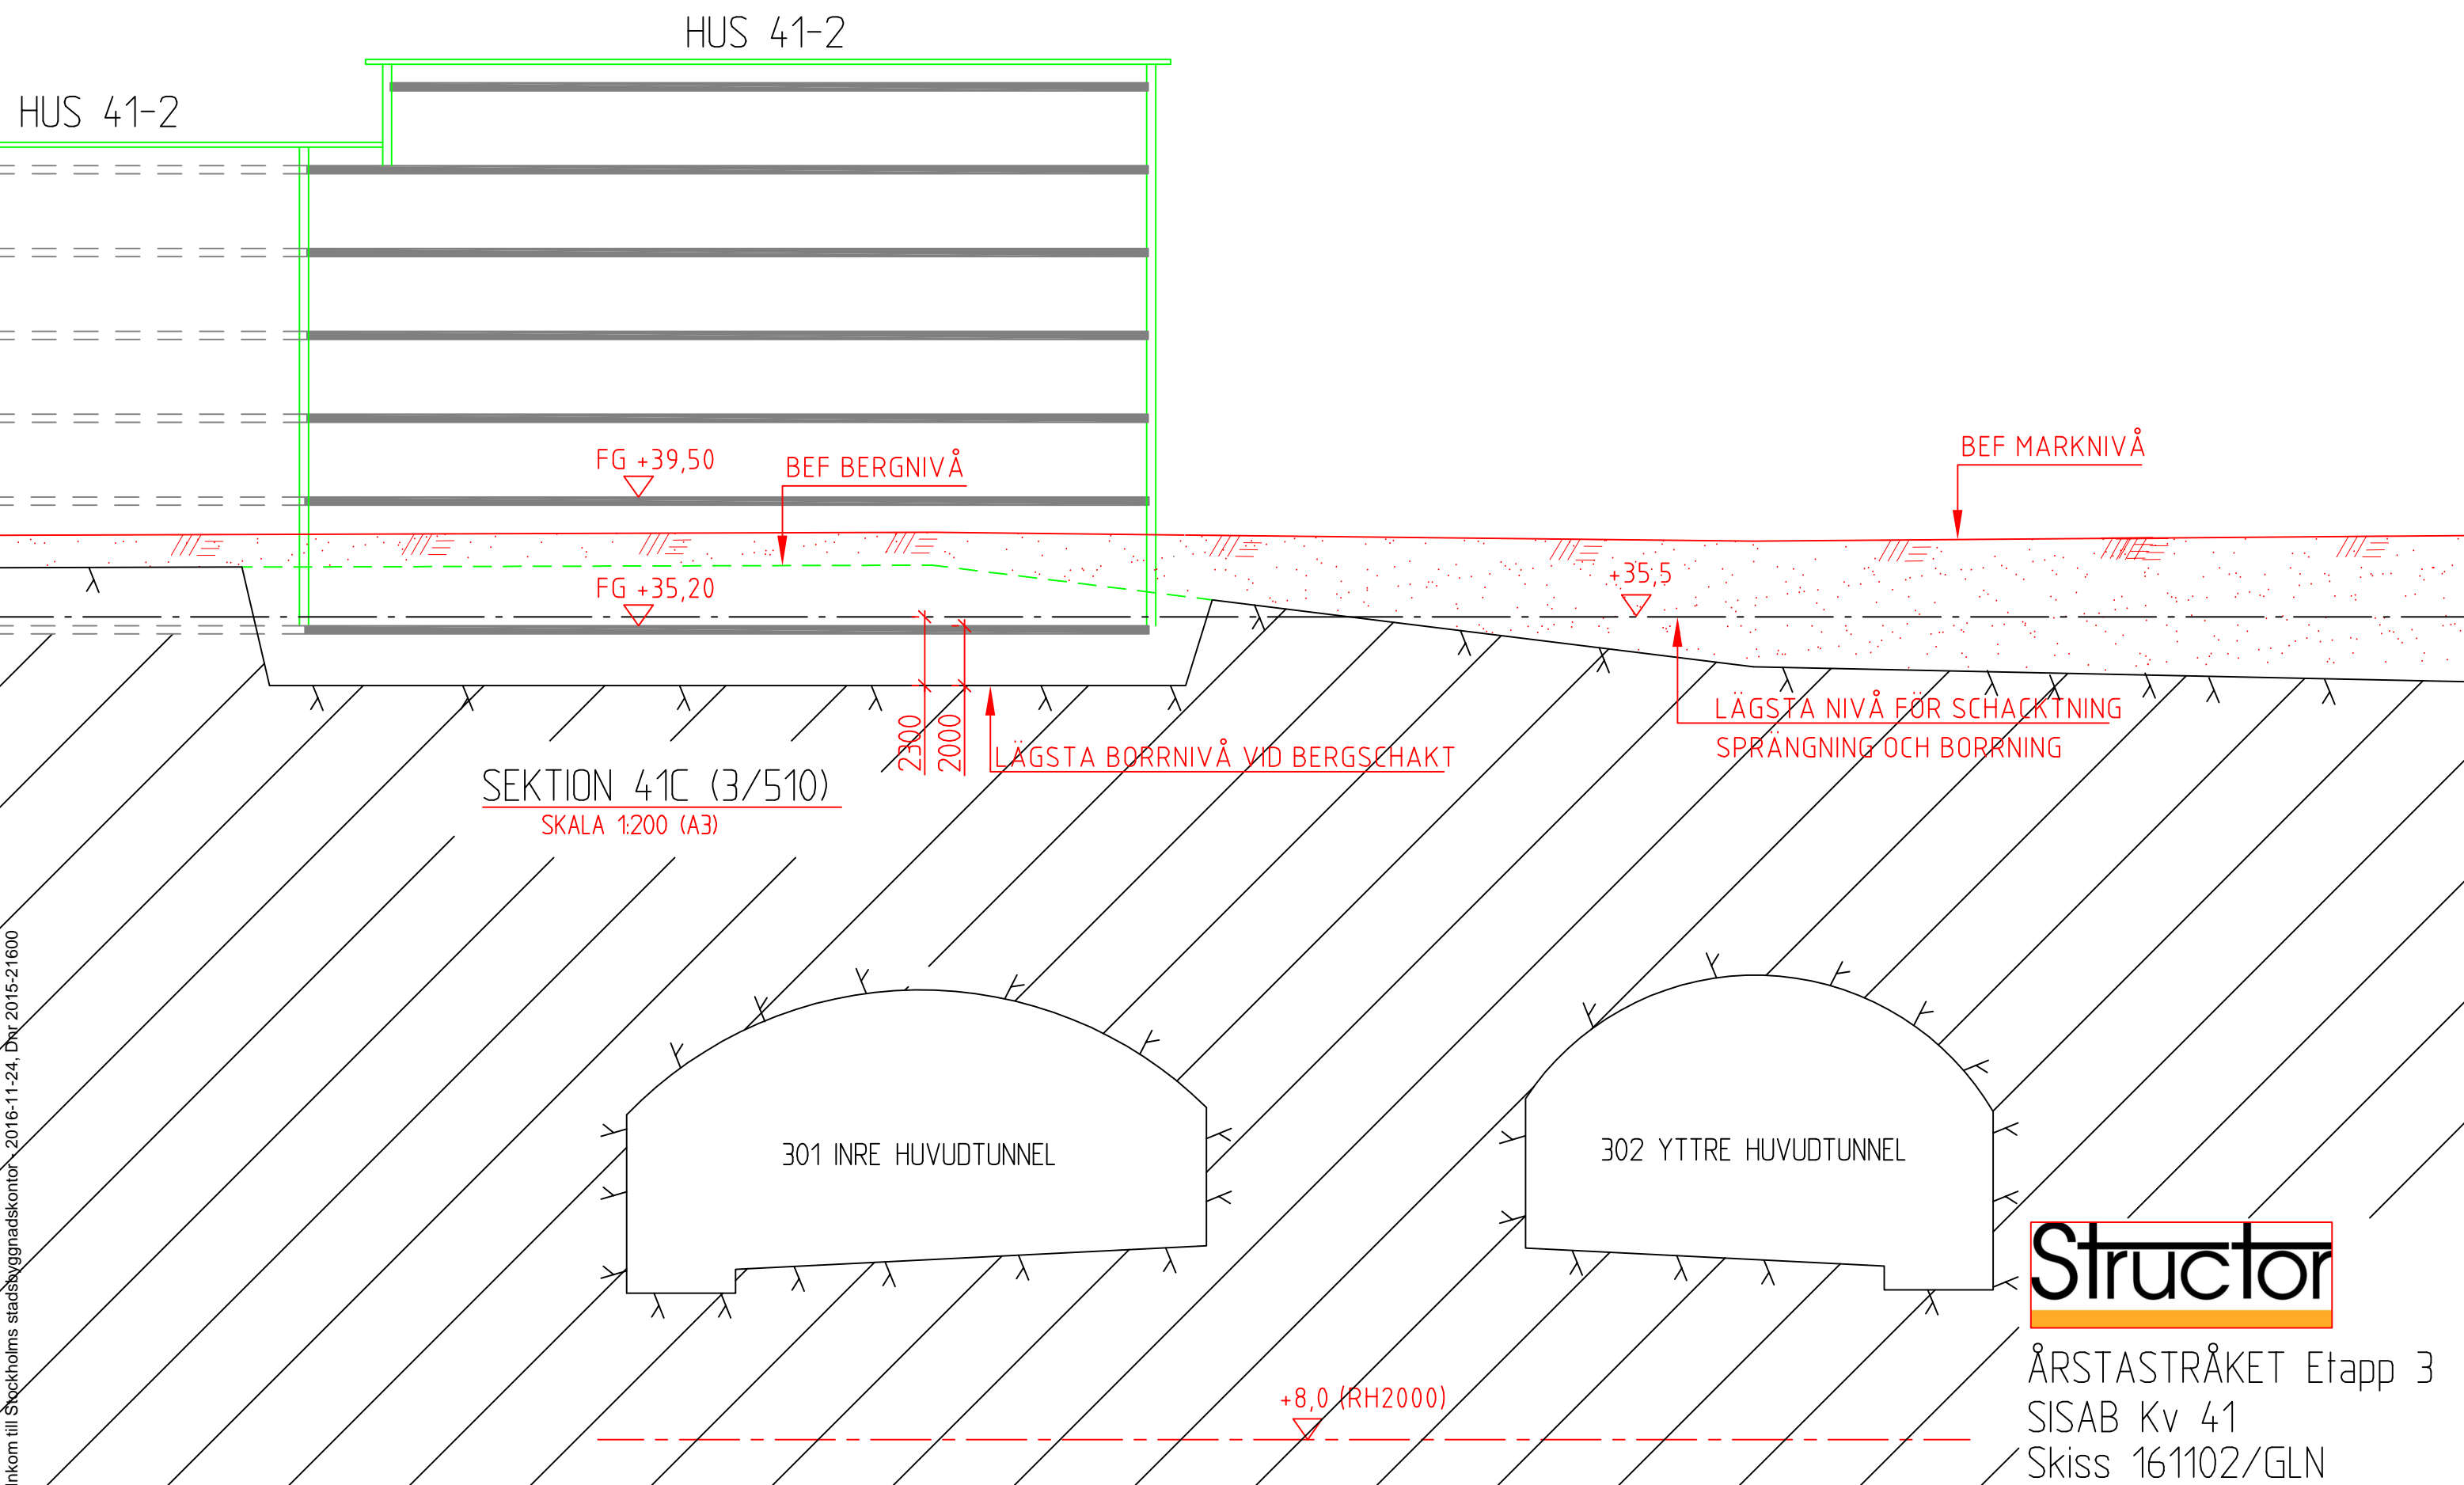 HUS 41-2
HUS 41-2
FG +39,50
BEF BERGNIVÅ
BEF MARKNIVÅ
FG +35,20
+35,5
2300
2000
LÄGSTA BORRNIVÅ VID BERGSCHAKT
LÄGSTA NIVÅ FÖR SCHACKTNING
SPRÄNGNING OCH BORRNING
SEKTION 41C (3/510)
SKALA 1:200 (A3)
301 INRE HUVUDTUNNEL
302 YTTRE HUVUDTUNNEL
+8,0 (RH2000)
Structor
ÅRSTASTRÅKET Etapp 3
SISAB Kv 41
Skiss 161102/GLN
Inkom till Stockholms stadsbyggnadskontor - 2016-11-24, Dnr 2015-21600